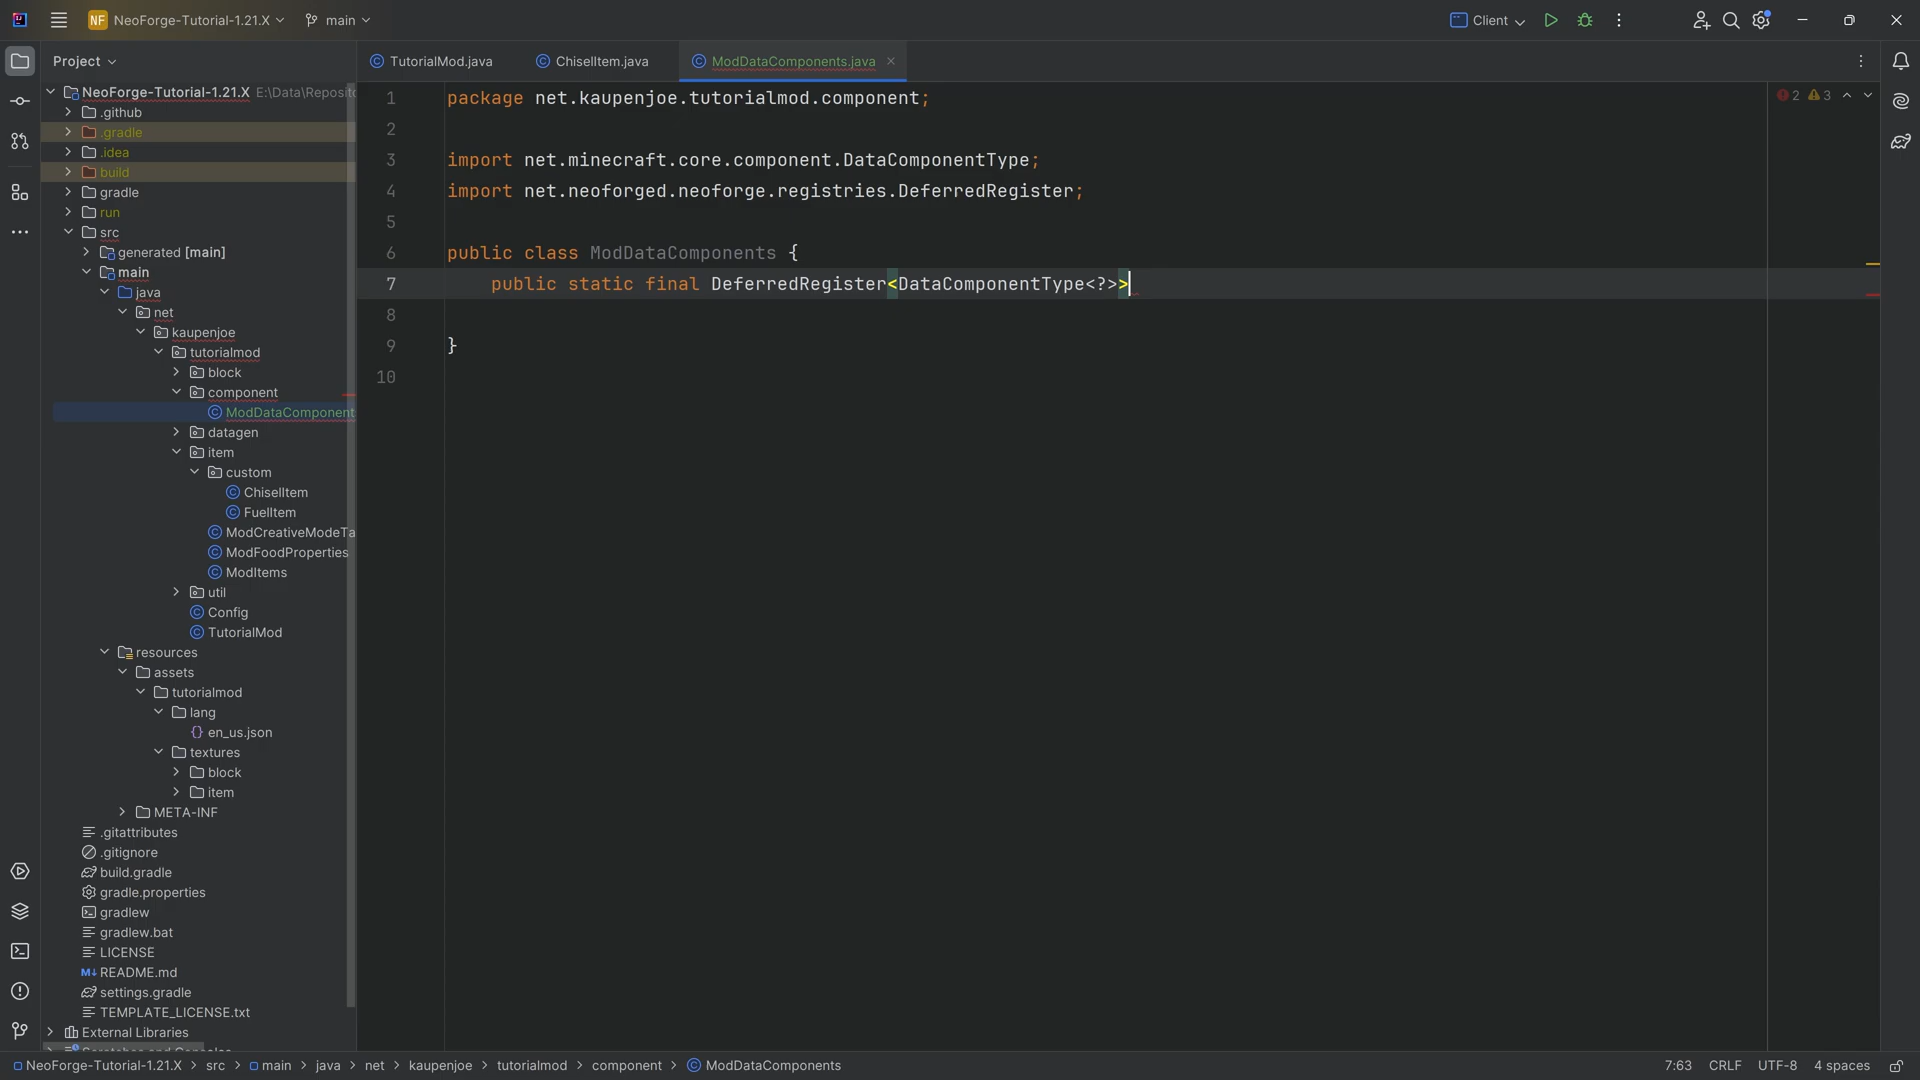 NF NeoForge-Tutorial-1.21.X main Client
Project
TutorialMod.java ChiselItem.java ModDataComponents.java
NeoForge-Tutorial-1.21.X E:\Data\Reposito
.github
.gradle
.idea
build
gradle
run
src
generated [main]
main
java
net
kaupenjoe
tutorialmod
block
component
ModDataComponent
datagen
item
custom
ChiselItem
FuelItem
ModCreativeModeTa
ModFoodProperties
ModItems
util
Config
TutorialMod
resources
assets
tutorialmod
lang
en_us.json
textures
block
item
META-INF
.gitattributes
.gitignore
build.gradle
gradle.properties
gradlew
gradlew.bat
LICENSE
README.md
settings.gradle
TEMPLATE_LICENSE.txt
External Libraries
1 package net.kaupenjoe.tutorialmod.component;
2
3 import net.minecraft.core.component.DataComponentType;
4 import net.neoforged.neoforge.registries.DeferredRegister;
5
6 public class ModDataComponents {
7 public static final DeferredRegister<DataComponentType<?>>
8
9 }
10
2 3
NeoForge-Tutorial-1.21.X > src > main > java > net > kaupenjoe > tutorialmod > component > ModDataComponents
7:63 CRLF UTF-8 4 spaces